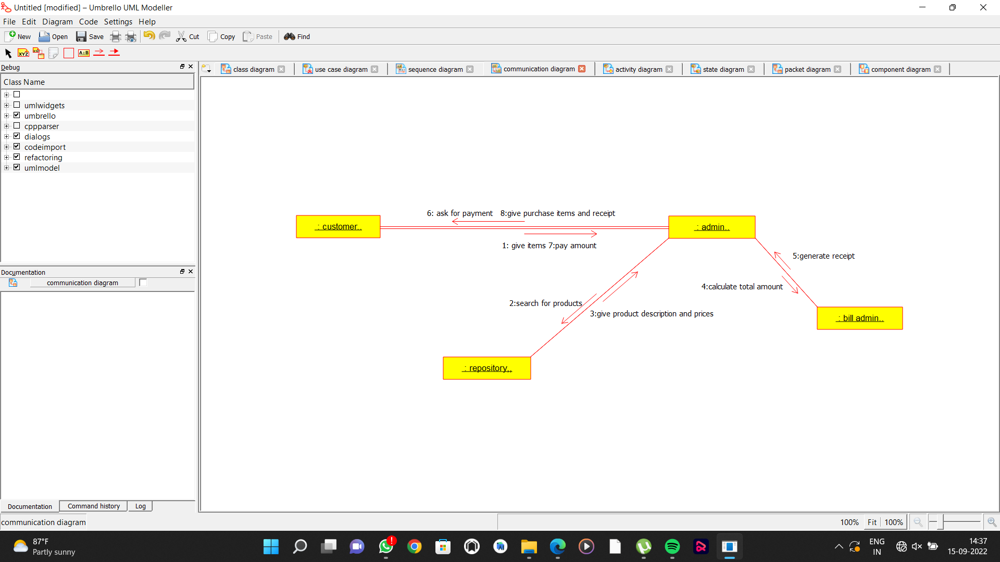 Untitled [modified] – Umbrello UML Modeller
File Edit Diagram Code Settings Help
New Open Save Cut Copy Paste Find
XYZ XYZ A:B
Debug
Class Name
umlwidgets
umbrello
cppparser
dialogs
codeimport
refactoring
umlmodel
Documentation
communication diagram
Documentation Command history Log
class diagram use case diagram sequence diagram communication diagram activity diagram state diagram packet diagram component diagram
6: ask for payment 8:give purchase items and receipt
: customer..
: admin..
1: give items 7:pay amount
5:generate receipt
4:calculate total amount
2:search for products
3:give product description and prices
: bill admin..
: repository,,
communication diagram
100% Fit 100%
87°F
Partly sunny
ENG
IN
14:37
15-09-2022